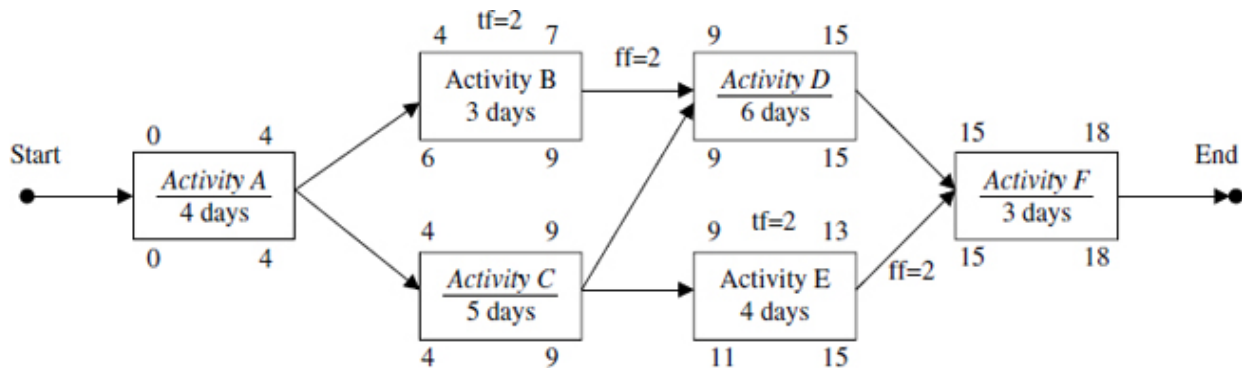 Start
0 4
Activity A
4 days
0 4
4 tf=2 7
Activity B
3 days
6 9
ff=2
4 9
Activity C
5 days
4 9
9 15
Activity D
6 days
9 15
9 tf=2 13
Activity E
4 days
11 15
ff=2
15 18
Activity F
3 days
15 18
End